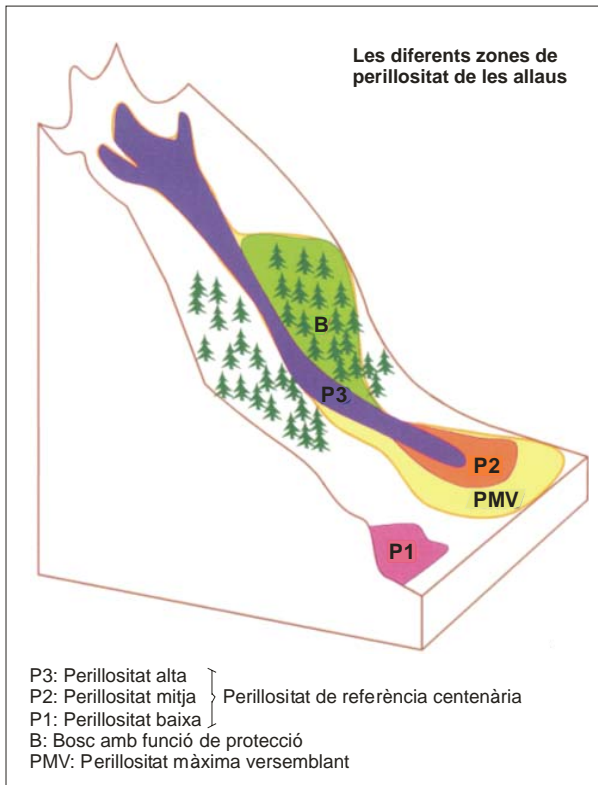 Les diferents zones de
perillositat de les allaus
B
P3
P2
PMV
P1
P3: Perillositat alta
P2: Perillositat mitja
Perillositat de referència centenària
P1: Perillositat baixa
B: Bosc amb funció de protecció
PMV: Perillositat màxima versemblant